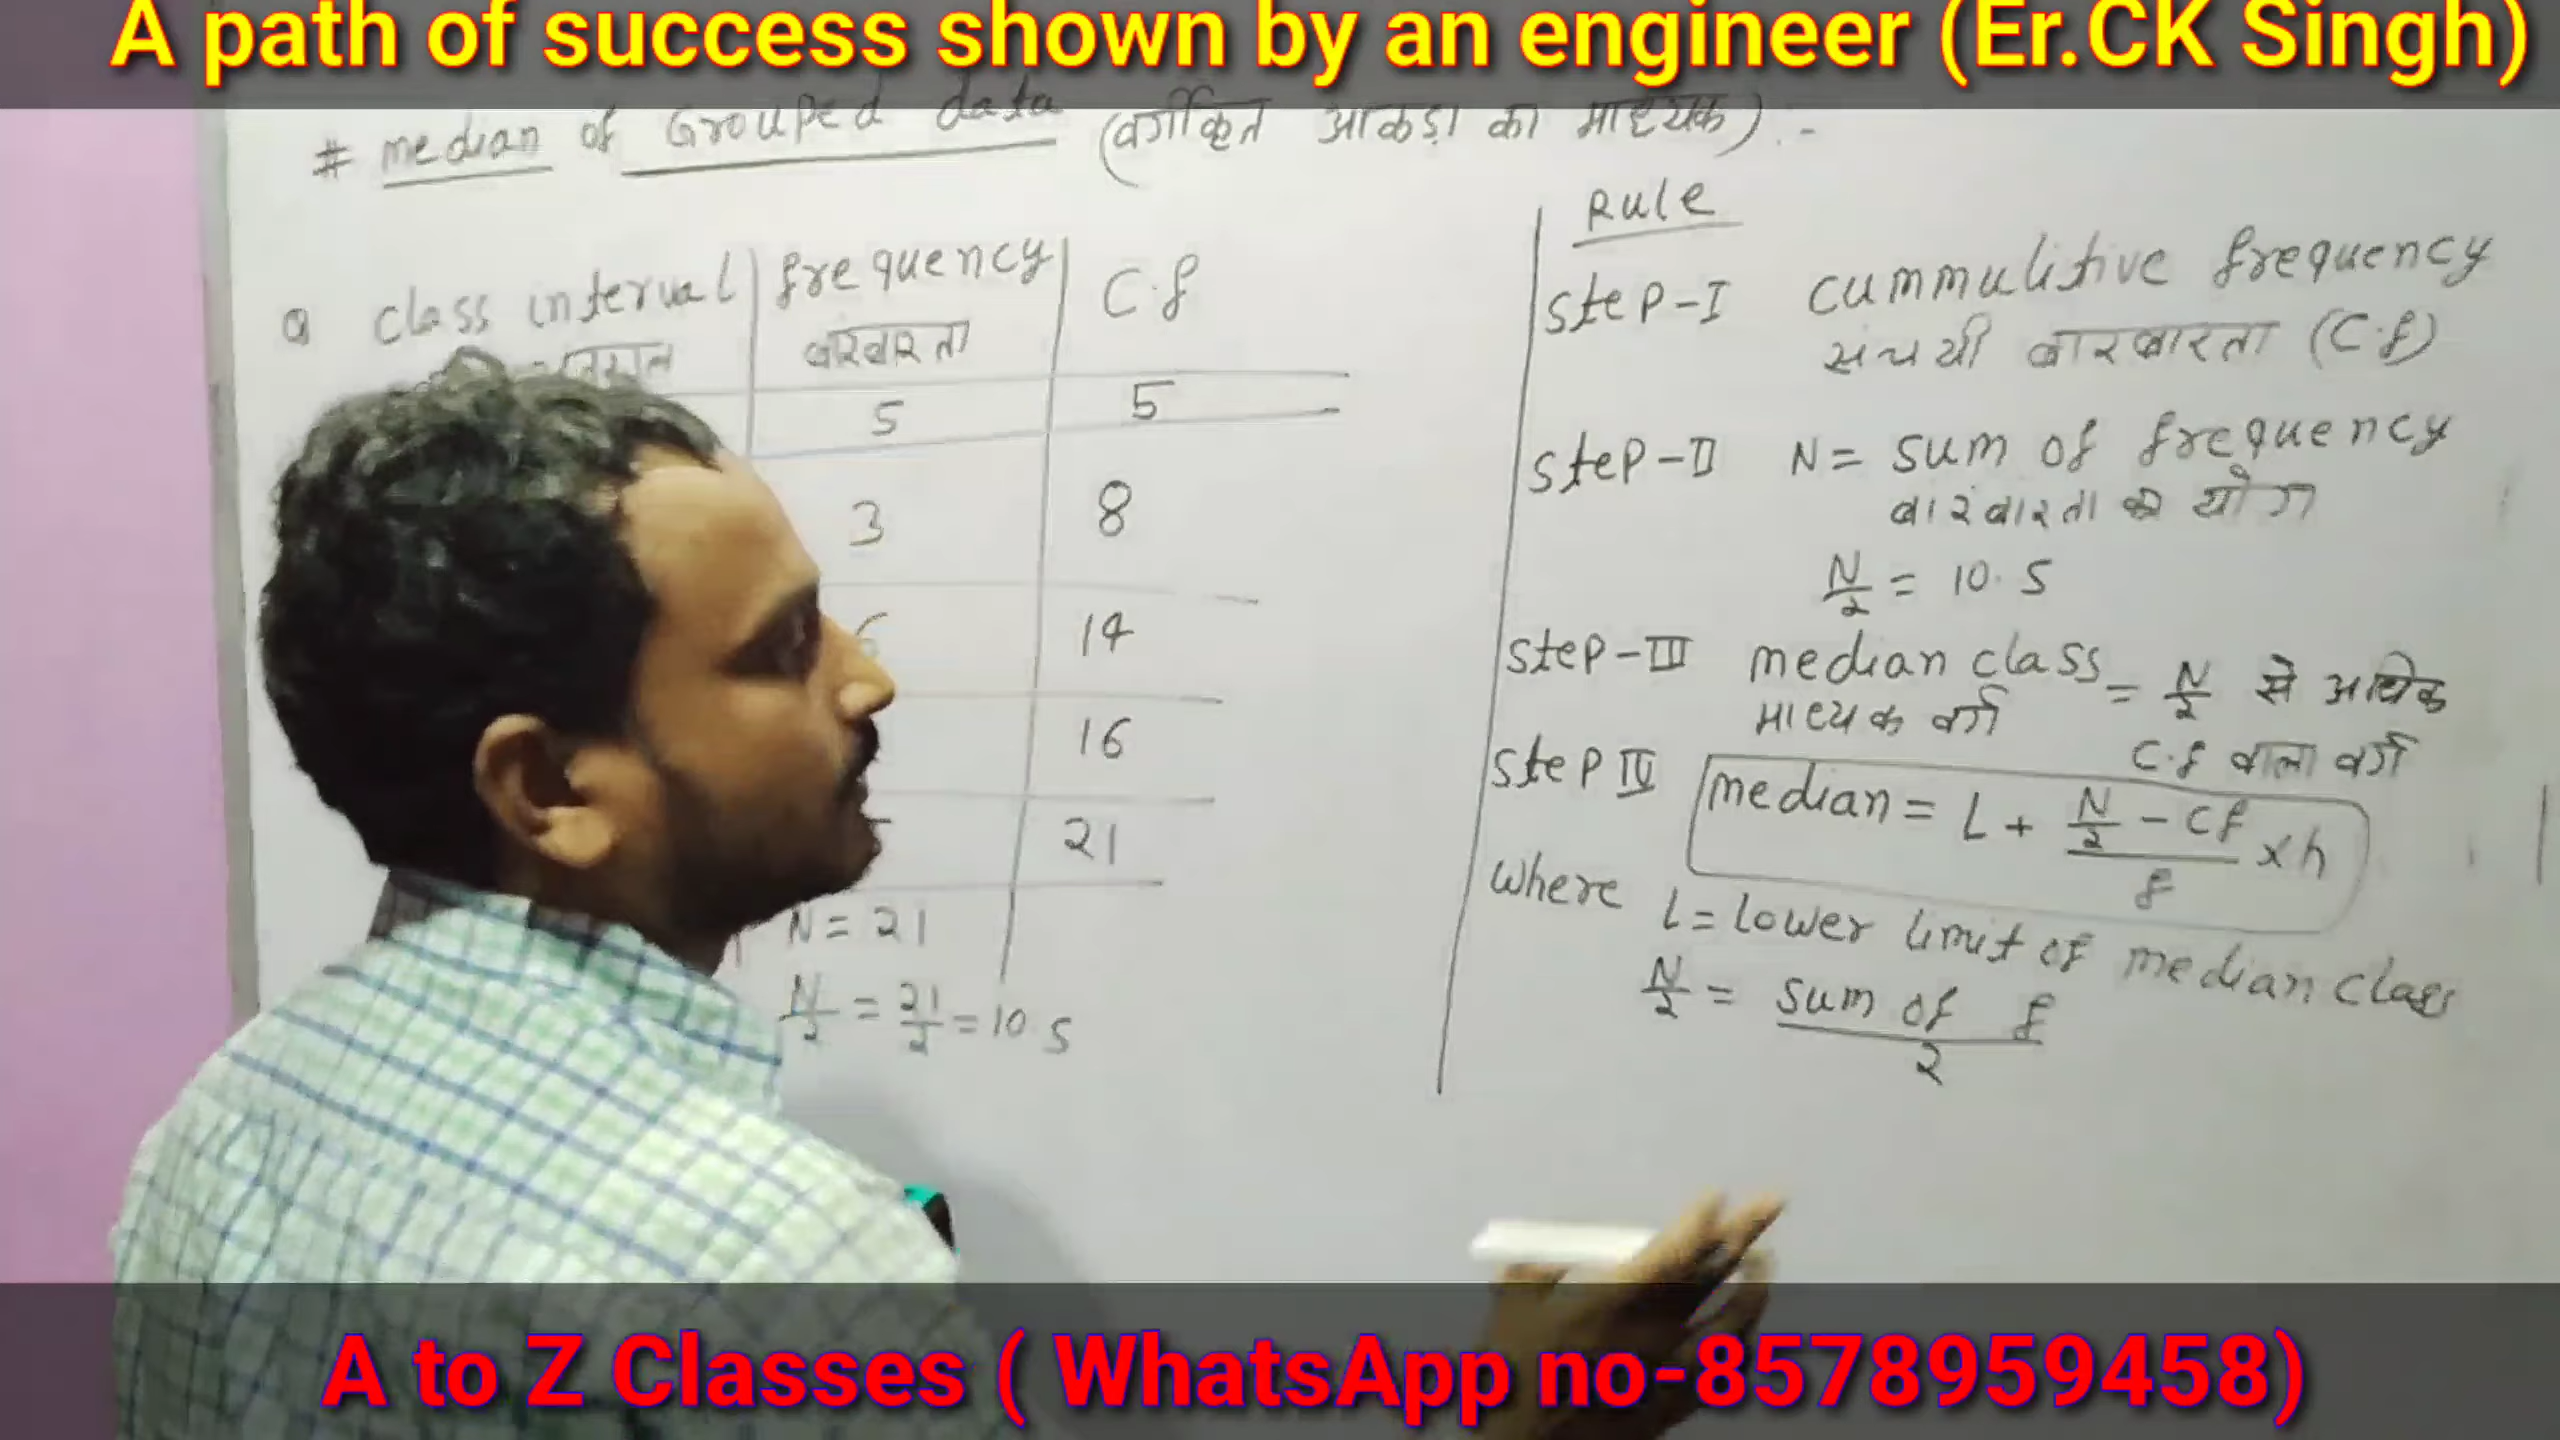 A path of success shown by an engineer (Er.CK Singh)
# median of Grouped data (वर्गीकृत आकड़ा का माध्यक) :-
Q class interval frequency C.f
बारबारता
5 5
3 8
6 14
16
21
N = 21
N/2 = 21/2 = 10.5
Rule
Step-I cummulitive frequency
संचयी बारबारता (C.f)
Step-II N = sum of frequency
बारंबारता का योग
N/2 = 10.5
Step-III median class = N/2 से अधिक
माध्यक वर्ग C.f वाला वर्ग
Step IV median = L + (N/2 - cf)/f × h
where L = lower limit of median class
N/2 = sum of f / 2
A to Z Classes ( WhatsApp no-8578959458)